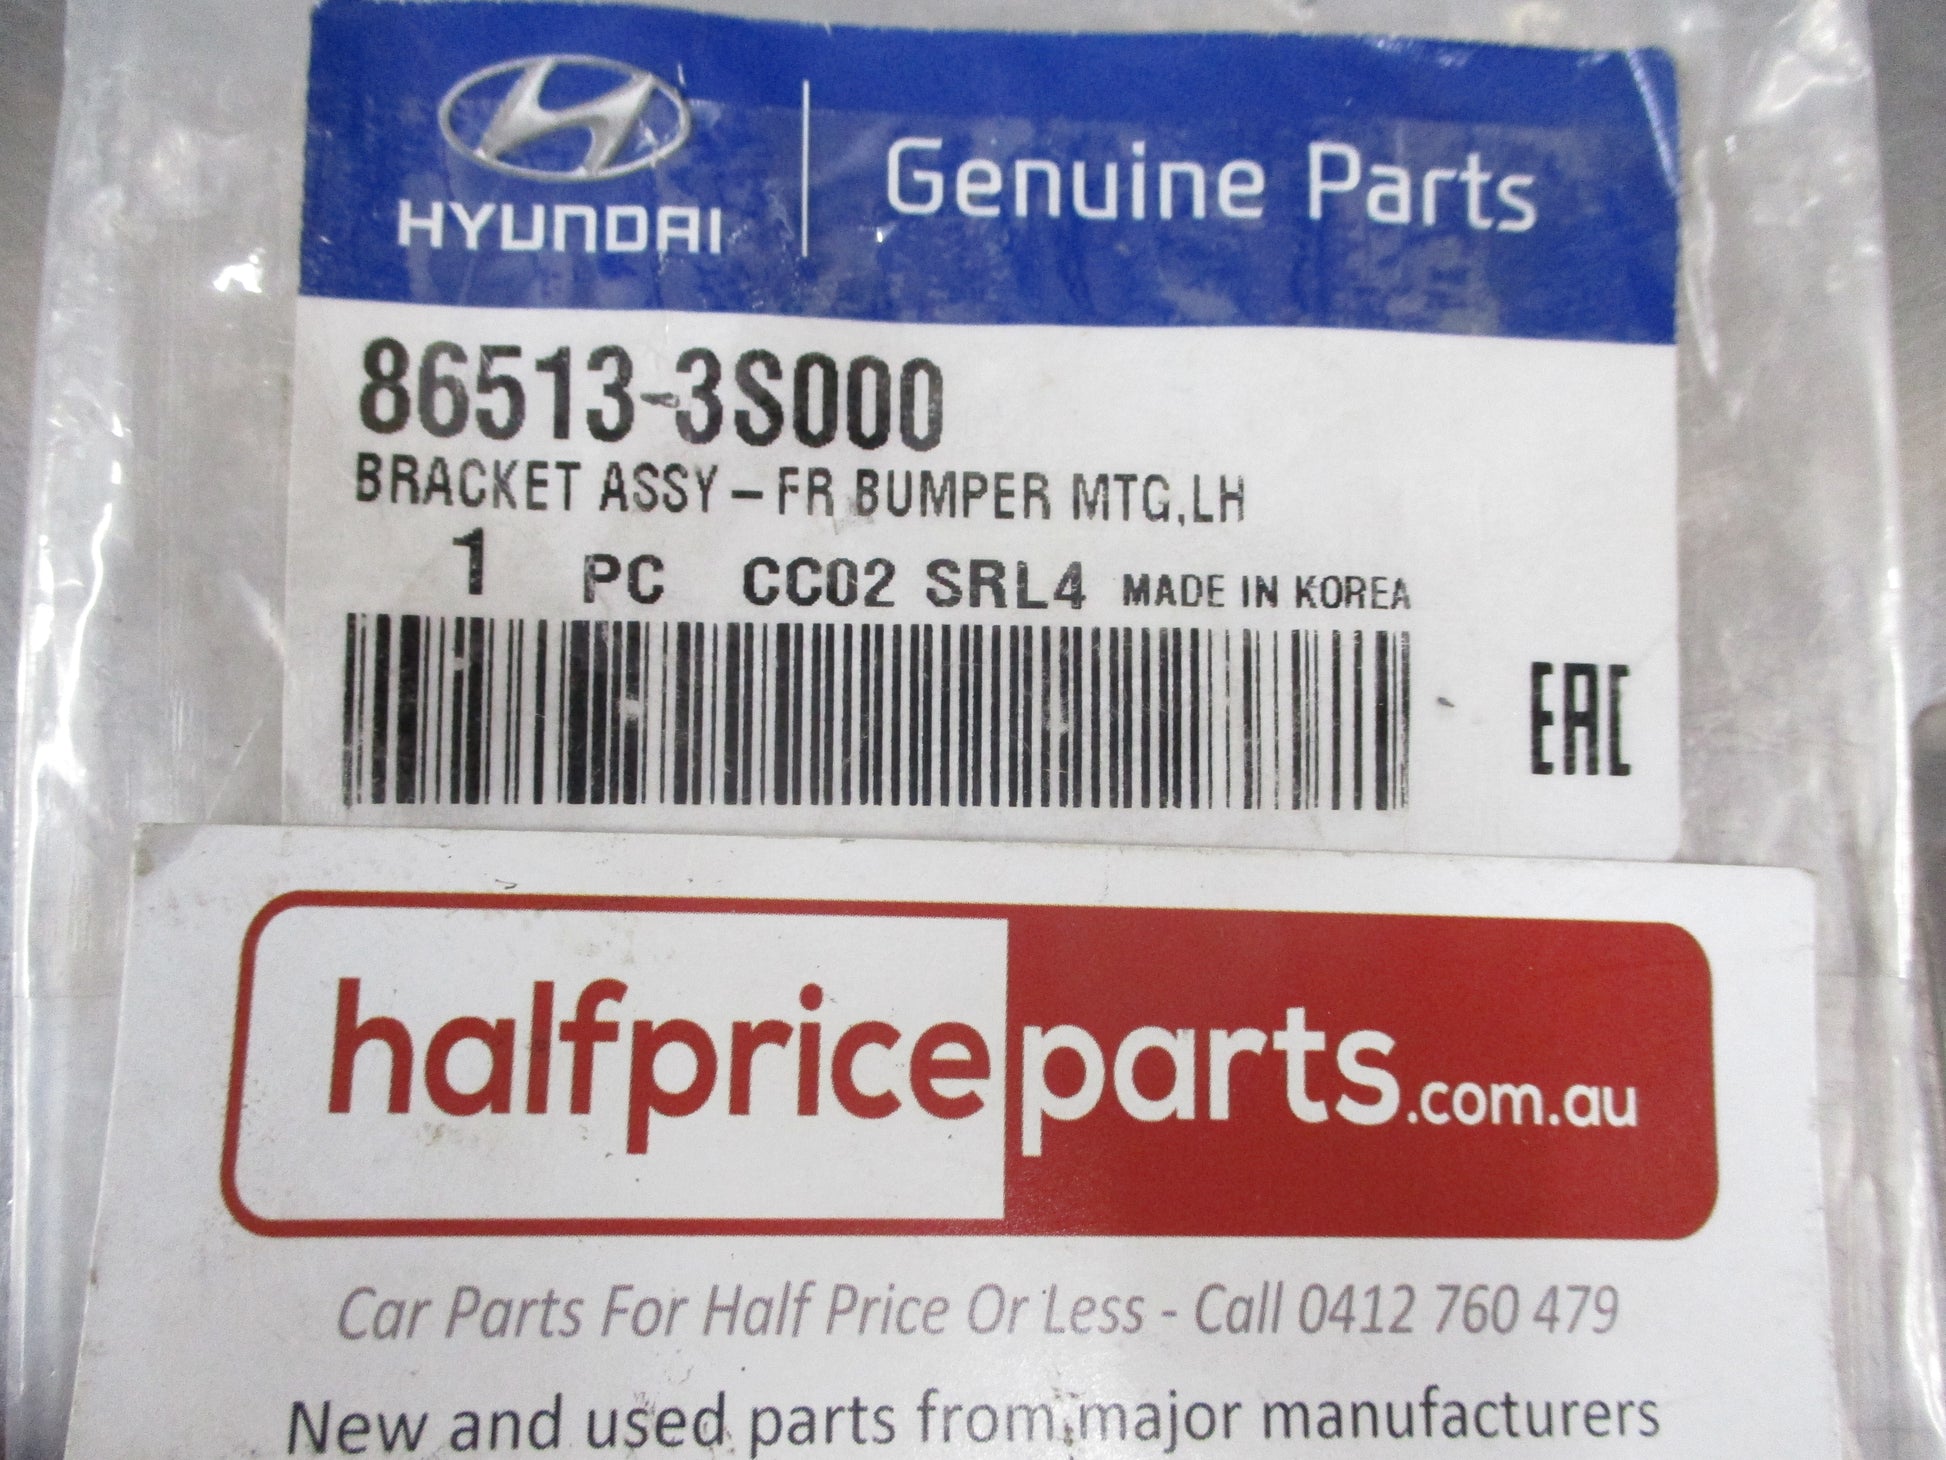 HYUNDAI
Genuine Parts
86513-3S000
BRACKET ASSY – FR BUMPER MTG,LH
1 PC CC02 SRL4 MADE IN KOREA
EAC
halfpriceparts.com.au
Car Parts For Half Price Or Less - Call 0412 760 479
New and used parts from major manufacturers